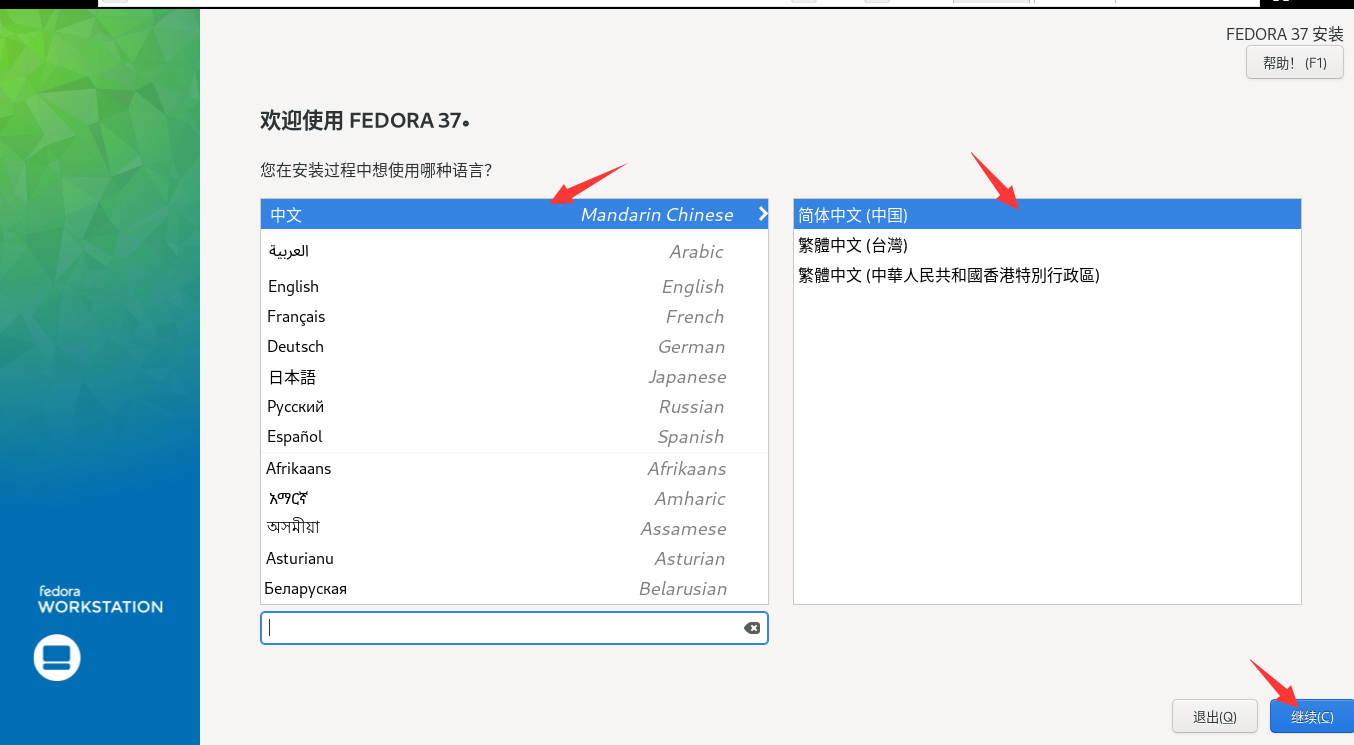 FEDORA 37 安装
帮助！ (F1)
欢迎使用 FEDORA 37。
您在安装过程中想使用哪种语言？
中文 Mandarin Chinese
العربية Arabic
English English
Français French
Deutsch German
日本語 Japanese
Русский Russian
Español Spanish
Afrikaans Afrikaans
አማርኛ Amharic
অসমীয়া Assamese
Asturianu Asturian
Беларуская Belarusian
简体中文 (中国)
繁體中文 (台灣)
繁體中文 (中華人民共和國香港特別行政區)
fedora
WORKSTATION
退出(Q)
继续(C)